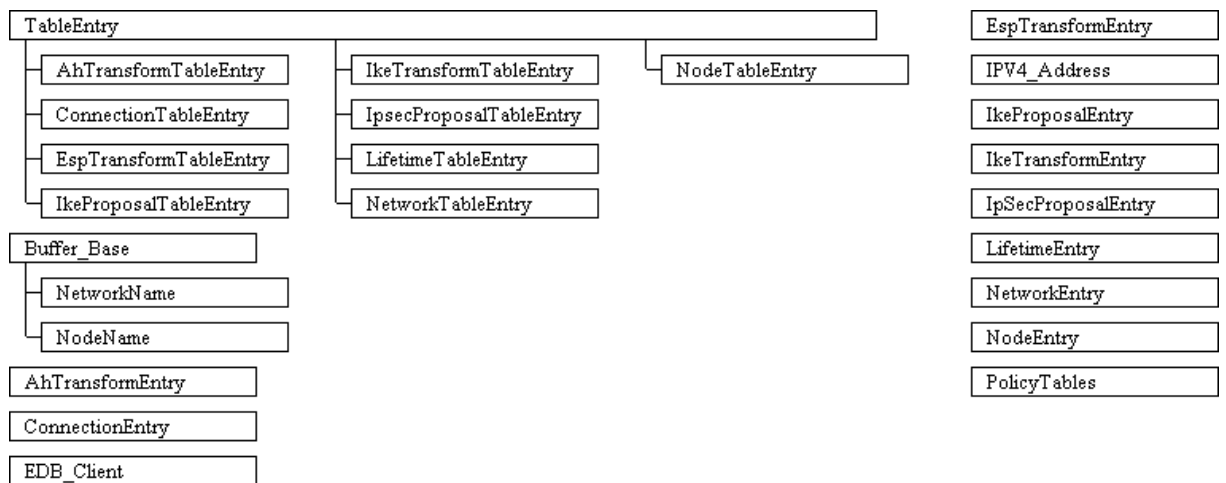 TableEntry
AhTransformTableEntry
ConnectionTableEntry
EspTransformTableEntry
IkeProposalTableEntry
IkeTransformTableEntry
IpsecProposalTableEntry
LifetimeTableEntry
NetworkTableEntry
NodeTableEntry
Buffer_Base
NetworkName
NodeName
AhTransformEntry
ConnectionEntry
EDB_Client
EspTransformEntry
IPV4_Address
IkeProposalEntry
IkeTransformEntry
IpSecProposalEntry
LifetimeEntry
NetworkEntry
NodeEntry
PolicyTables